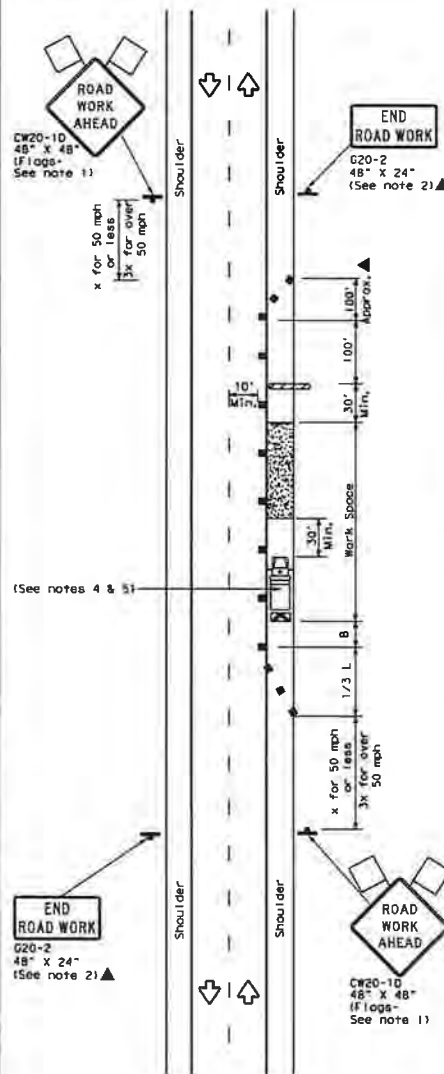 ROAD
WORK
AHEAD
CW20-1D
48" X 48"
(Flags-
See note 1)
Shoulder
Shoulder
END
ROAD WORK
G20-2
48" X 24"
(See note 2)▲
x for 50 mph
or less
3x for over
50 mph
100'
Approx.
100'
30'
Min.
10'
Min.
Work Space
30'
Min.
(See notes 4 & 5)
B
1/3 L
x for 50 mph
or less
3x for over
50 mph
Shoulder
Shoulder
END
ROAD WORK
G20-2
48" X 24"
(See note 2)▲
ROAD
WORK
AHEAD
CW20-1D
48" X 48"
(Flags-
See note 1)